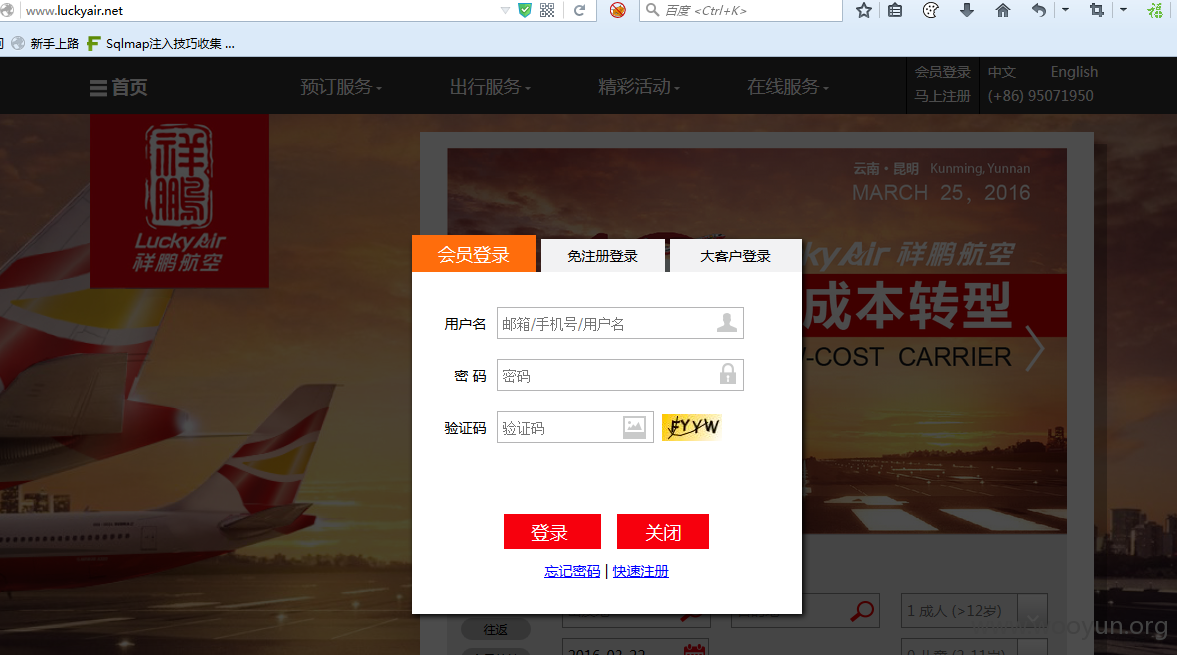 www.luckyair.net
百度 <Ctrl+K>
新手上路
Sqlmap注入技巧收集 ...
首页
预订服务
出行服务
精彩活动
在线服务
会员登录
马上注册
中文
English
(+86) 95071950
祥鹏
Lucky Air
祥鹏航空
云南·昆明 Kunming, Yunnan
MARCH 25, 2016
ky Air 祥鹏航空
成本转型
-COST CARRIER
会员登录
免注册登录
大客户登录
用户名
邮箱/手机号/用户名
密 码
密码
验证码
验证码
EYYW
登录
关闭
忘记密码 | 快速注册
往返
1 成人 (>12岁)
2016-03-22
0 儿童 (2-11岁)